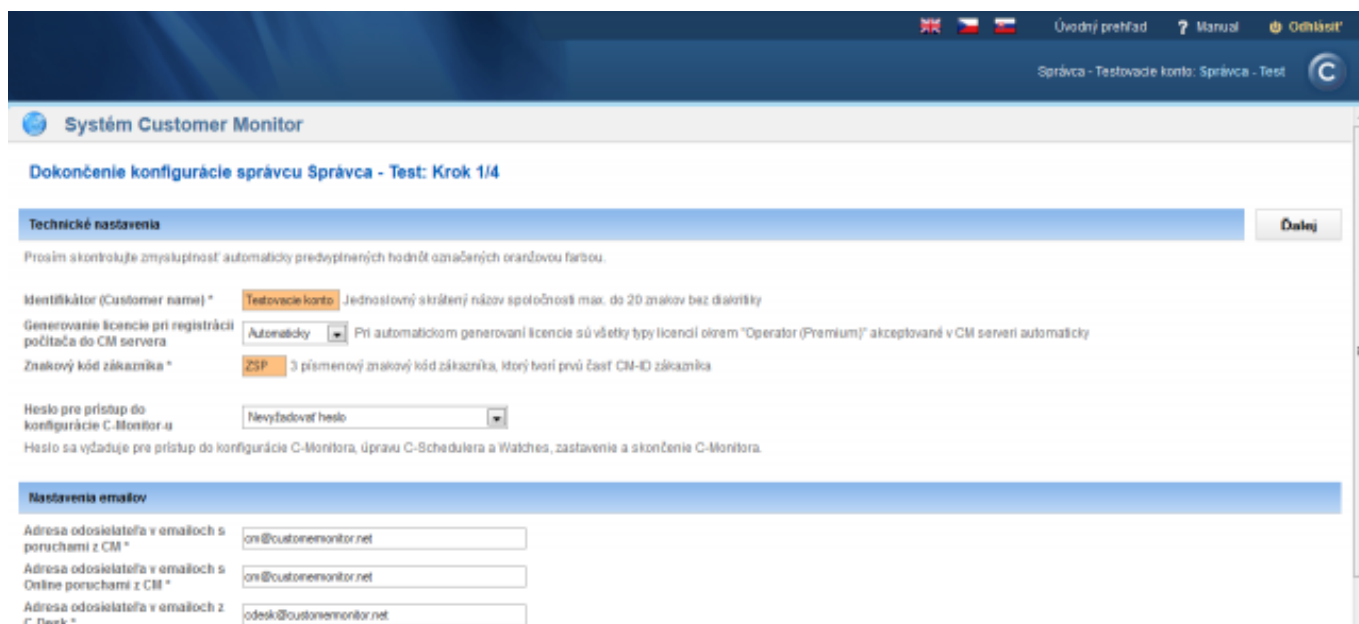 Úvodný prehľad ? Manual Odhlásiť
Správca - Testovacie konto: Správca - Test
Systém Customer Monitor
Dokončenie konfigurácie správcu Správca - Test: Krok 1/4
Technické nastavenia Ďalej
Prosím skontrolujte zmysluplnosť automaticky predvyplnených hodnôt označených oranžovou farbou.
Identifikátor (Customer name) * Testovacie konto Jednoslovný skrátený názov spoločnosti max. do 20 znakov bez diakritiky
Generovanie licencie pri registrácii
počítača do CM servera Automaticky Pri automatickom generovaní licencie sú všetky typy licencií okrem "Operator (Premium)" akceptované v CM serveri automaticky
Znakový kód zákazníka * ZSP 3 písmenový znakový kód zákazníka, ktorý tvorí prvú časť CM-ID zákazníka
Heslo pre prístup do
konfigurácie C-Monitor-u Nevyžadovať heslo
Heslo sa vyžaduje pre prístup do konfigurácie C-Monitora, úpravu C-Schedulera a Watches, zastavenie a skončenie C-Monitora.
Nastavenia emailov
Adresa odosielateľa v emailoch s
poruchami z CM * cm@customermonitor.net
Adresa odosielateľa v emailoch s
Online poruchami z CM * cm@customermonitor.net
Adresa odosielateľa v emailoch z
C-Desk * cdesk@customermonitor.net